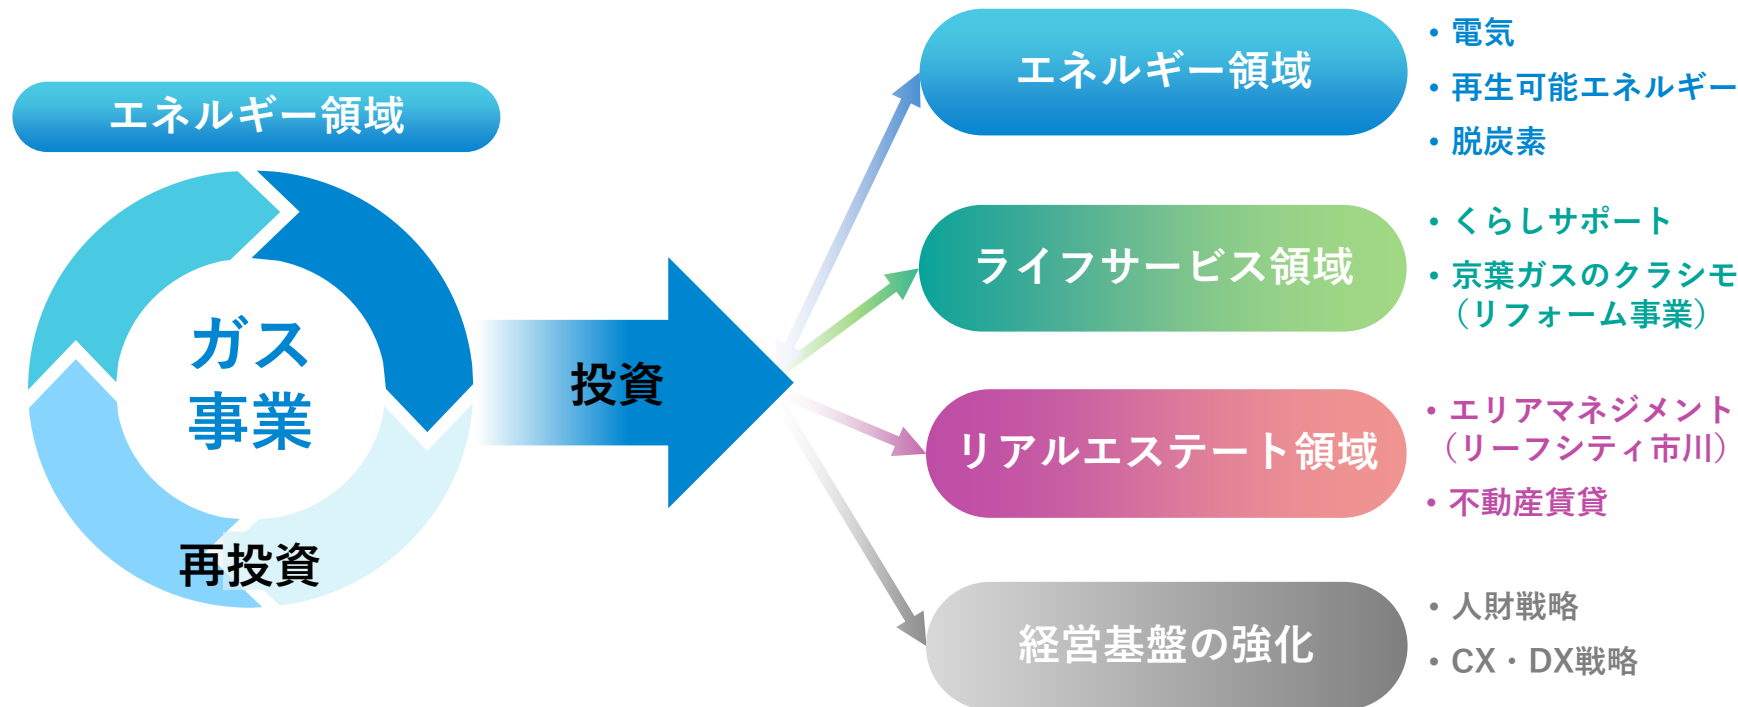 エネルギー領域
ガス
事業
再投資
投資
エネルギー領域
・電気
・再生可能エネルギー
・脱炭素
ライフサービス領域
・くらしサポート
・京葉ガスのクラシモ
（リフォーム事業）
リアルエステート領域
・エリアマネジメント
（リーフシティ市川）
・不動産賃貸
経営基盤の強化
・人財戦略
・CX・DX戦略